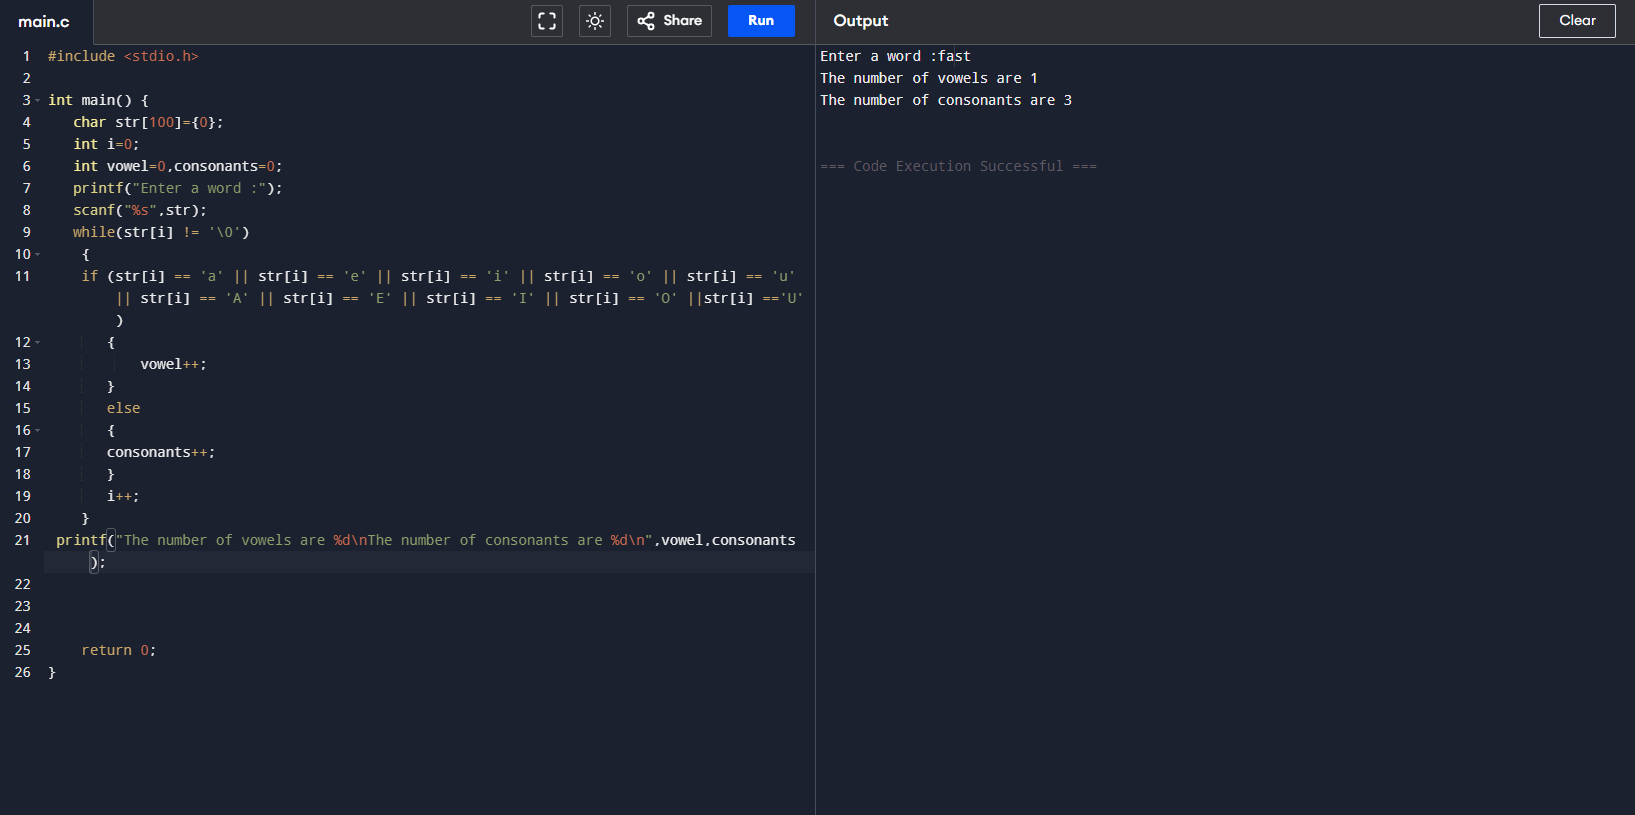 main.c
Share
Run
Output
Clear
1 #include <stdio.h>
2
3 int main() {
4 char str[100]={0};
5 int i=0;
6 int vowel=0,consonants=0;
7 printf("Enter a word :");
8 scanf("%s",str);
9 while(str[i] != '\0')
10 {
11 if (str[i] == 'a' || str[i] == 'e' || str[i] == 'i' || str[i] == 'o' || str[i] == 'u'
|| str[i] == 'A' || str[i] == 'E' || str[i] == 'I' || str[i] == 'O' ||str[i] =='U'
)
12 {
13 vowel++;
14 }
15 else
16 {
17 consonants++;
18 }
19 i++;
20 }
21 printf("The number of vowels are %d\nThe number of consonants are %d\n",vowel,consonants
);
22
23
24
25 return 0;
26 }
Enter a word :fast
The number of vowels are 1
The number of consonants are 3
=== Code Execution Successful ===